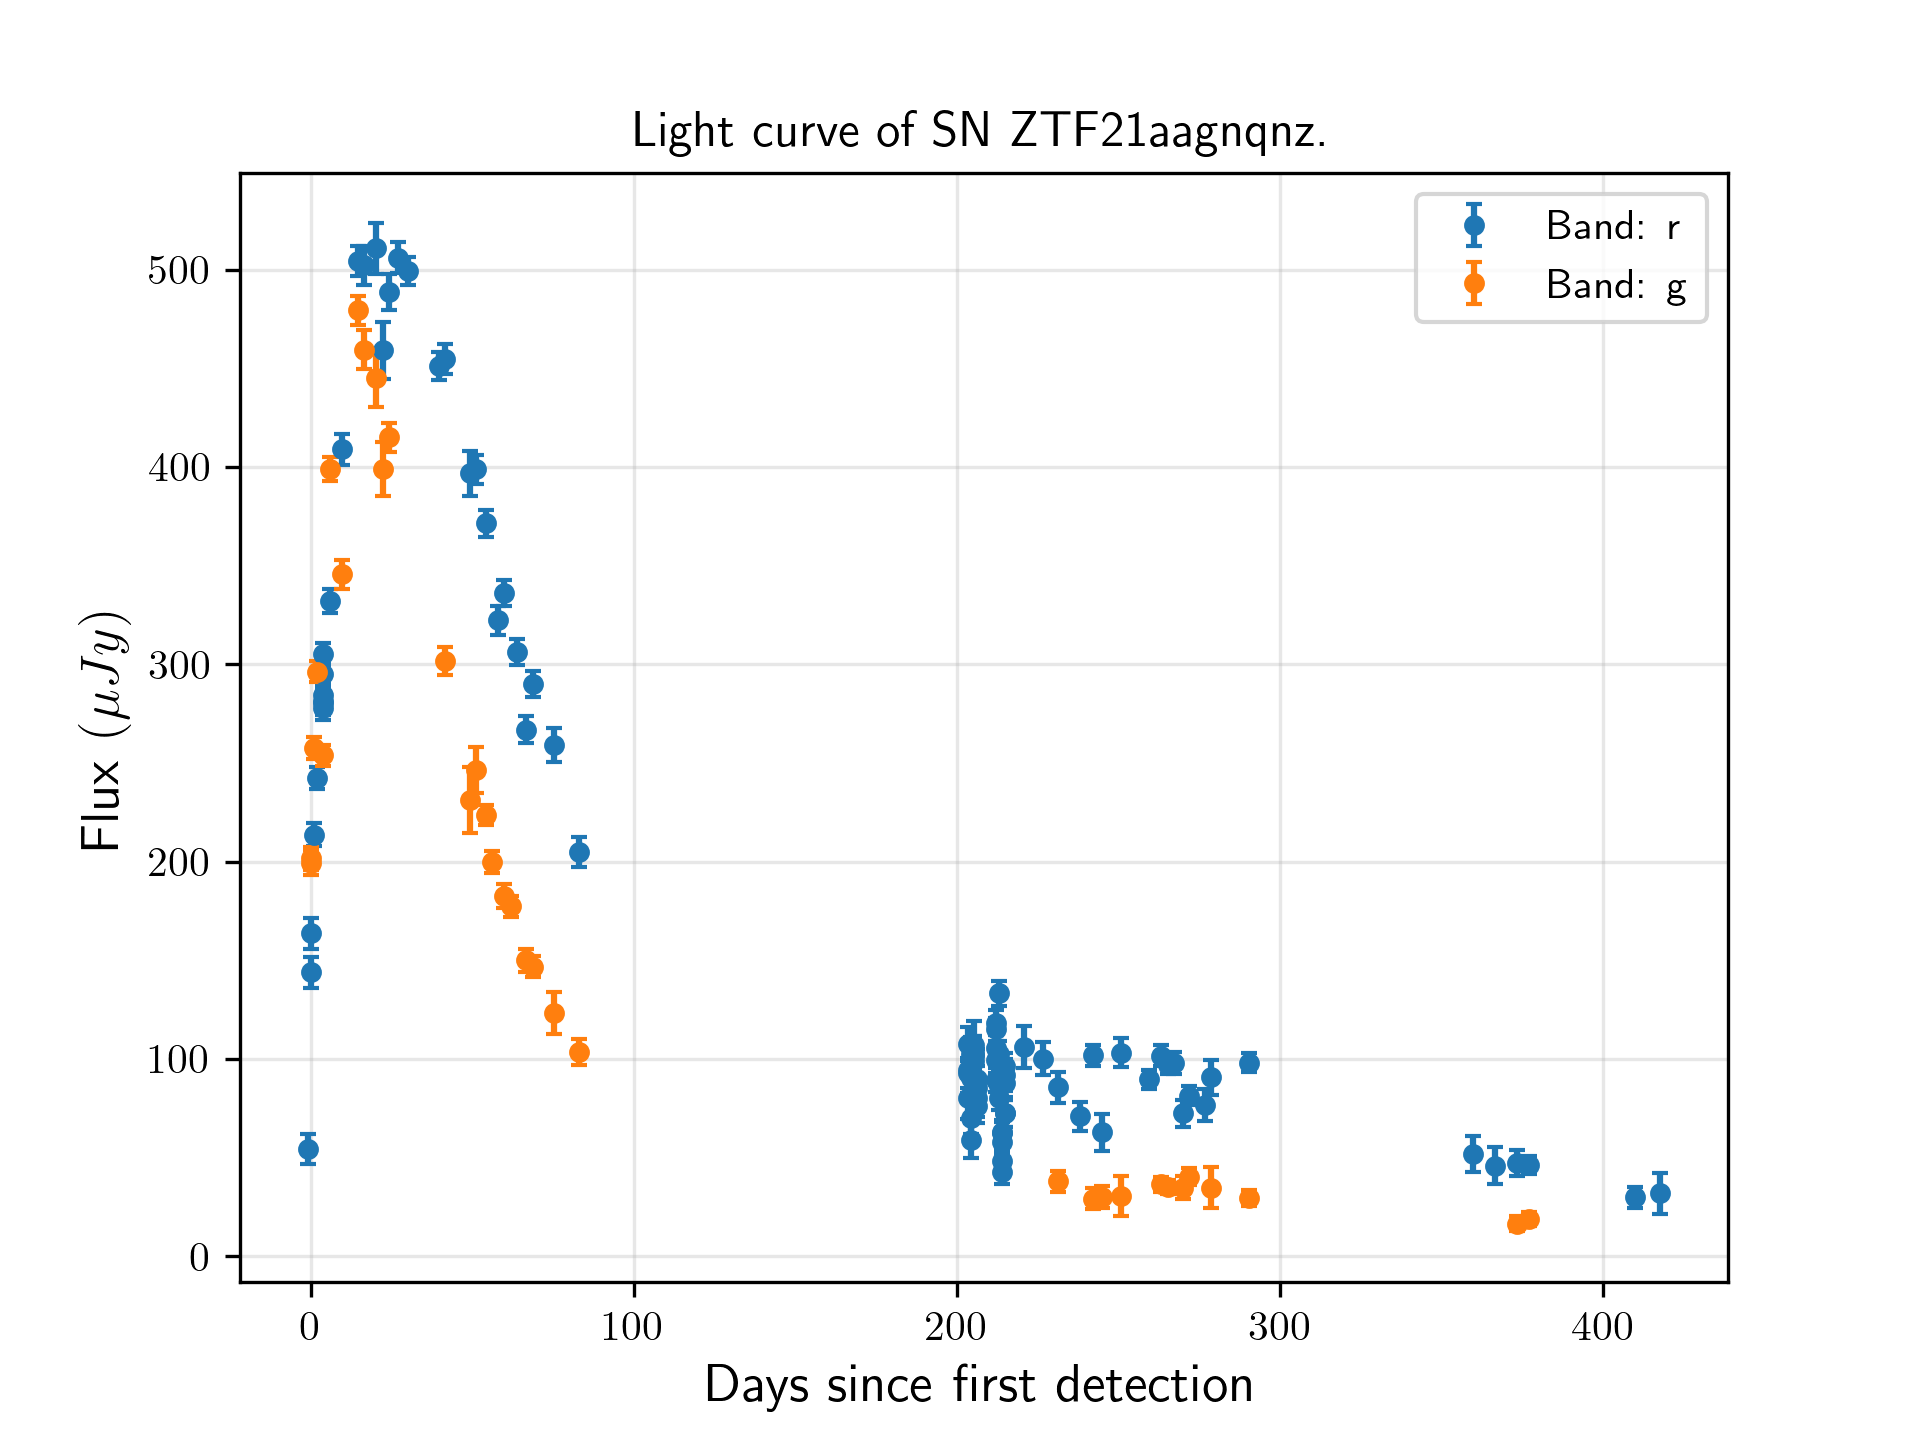 Light curve of SN ZTF21aagnqnz.
Band: r
Band: g
Flux (μJy)
500
400
300
200
100
0
0 100 200 300 400
Days since first detection